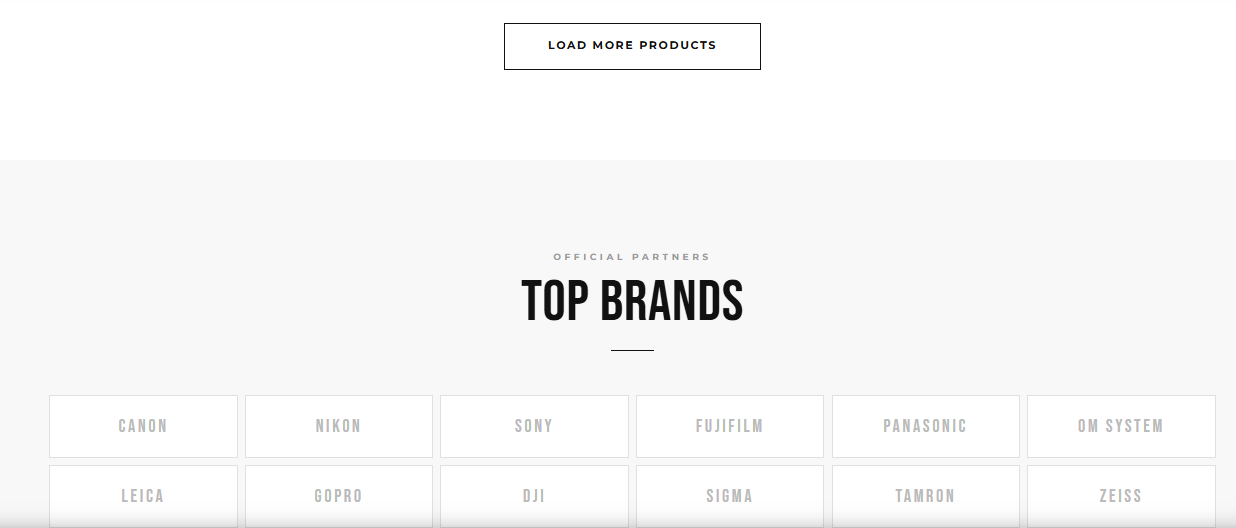 LOAD MORE PRODUCTS
OFFICIAL PARTNERS
TOP BRANDS
CANON NIKON SONY FUJIFILM PANASONIC OM SYSTEM
LEICA GOPRO DJI SIGMA TAMRON ZEISS